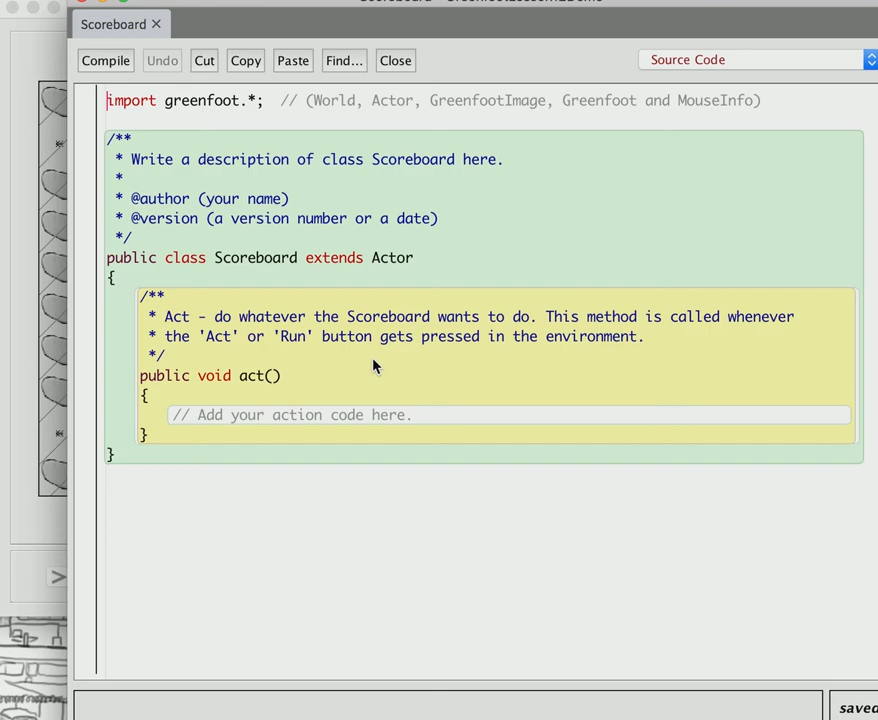 Scoreboard
Compile Undo Cut Copy Paste Find... Close Source Code
import greenfoot.*;  // (World, Actor, GreenfootImage, Greenfoot and MouseInfo)
/**
 * Write a description of class Scoreboard here.
 *
 * @author (your name)
 * @version (a version number or a date)
 */
public class Scoreboard extends Actor
{
/**
 * Act - do whatever the Scoreboard wants to do. This method is called whenever
 * the 'Act' or 'Run' button gets pressed in the environment.
 */
public void act()
{
// Add your action code here.
}
}
saved